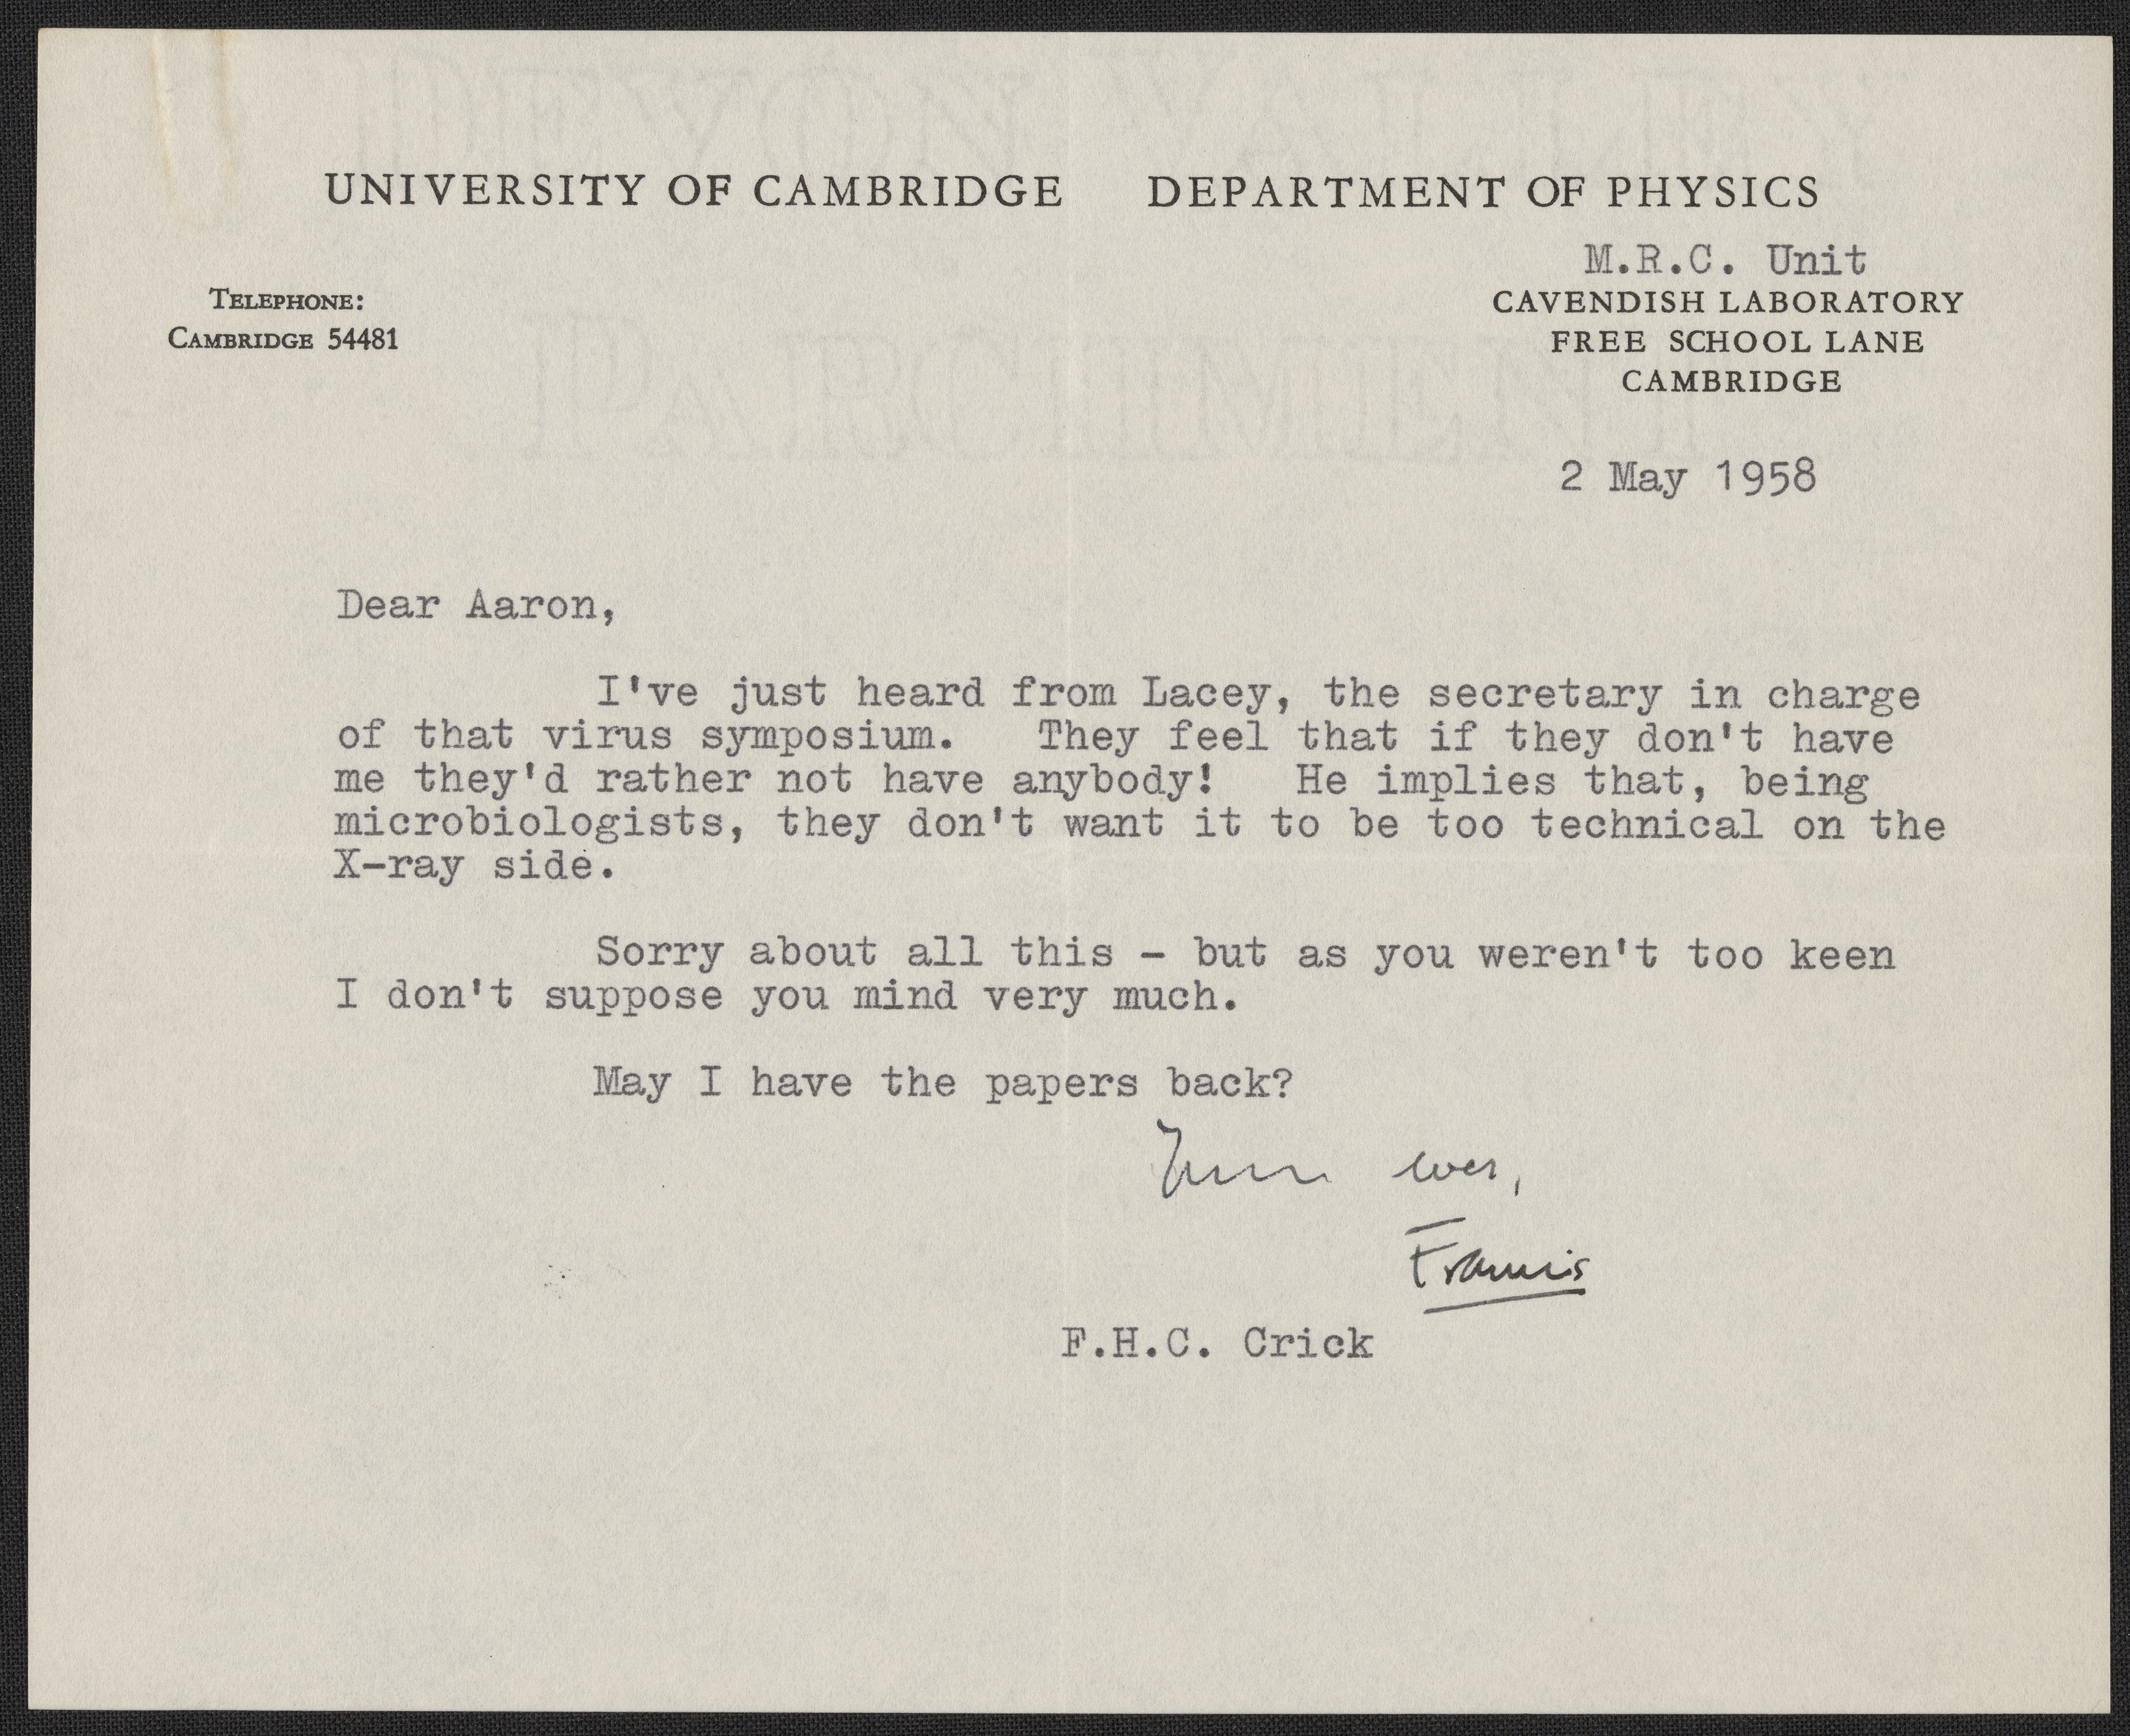 UNIVERSITY OF CAMBRIDGE DEPARTMENT OF PHYSICS
M.R.C. Unit
TELEPHONE:
CAMBRIDGE 54481
CAVENDISH LABORATORY
FREE SCHOOL LANE
CAMBRIDGE
2 May 1958
Dear Aaron,
I've just heard from Lacey, the secretary in charge
of that virus symposium. They feel that if they don't have
me they'd rather not have anybody! He implies that, being
microbiologists, they don't want it to be too technical on the
X-ray side.
Sorry about all this - but as you weren't too keen
I don't suppose you mind very much.
May I have the papers back?
Yours ever,
Francis
F.H.C. Crick